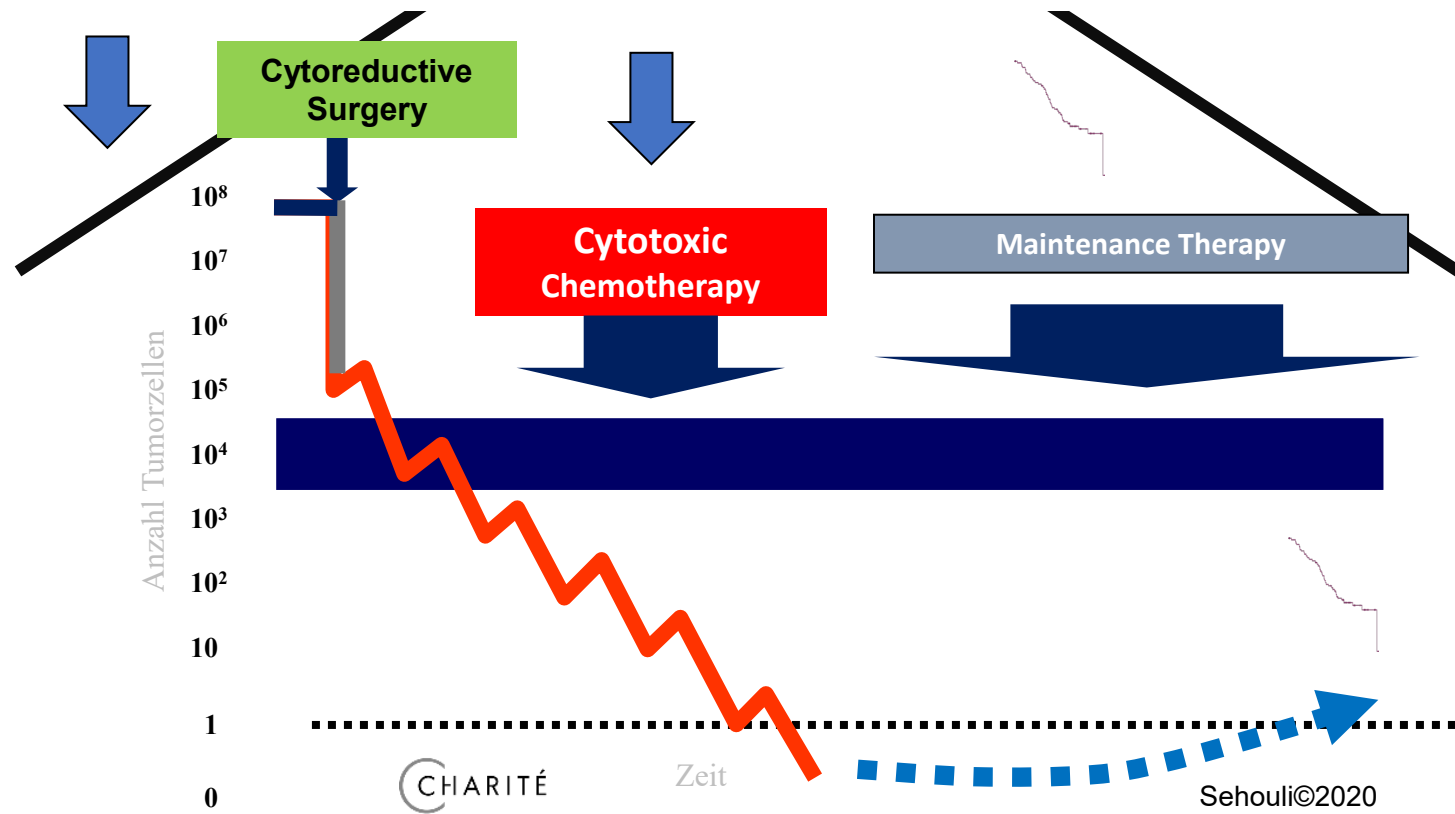 Cytoreductive
Surgery
Cytotoxic
Chemotherapy
Maintenance Therapy
Anzahl Tumorzellen
10⁸
10⁷
10⁶
10⁵
10⁴
10³
10²
10
1
0
CHARITÉ
Zeit
Sehouli©2020